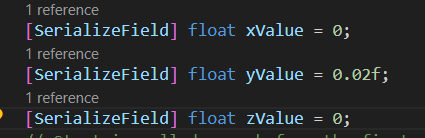 1 reference
[SerializeField] float xValue = 0;
1 reference
[SerializeField] float yValue = 0.02f;
1 reference
[SerializeField] float zValue = 0;